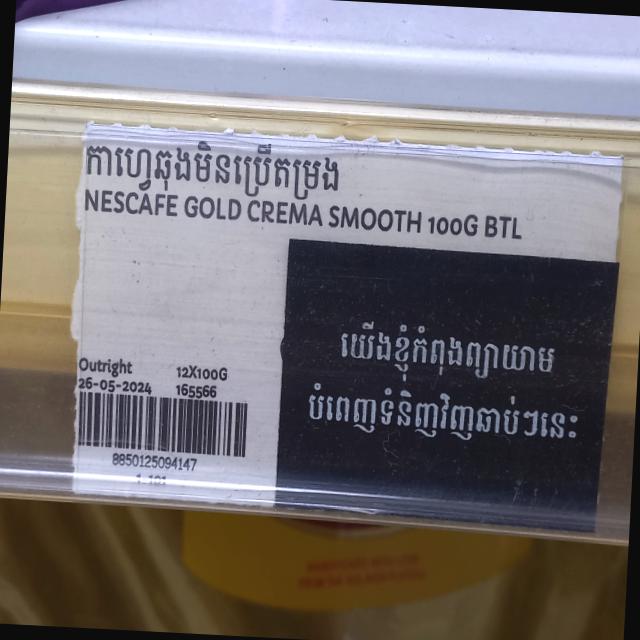 កាហ្វេឆុងមិនប្រើតម្រង
NESCAFE GOLD CREMA SMOOTH 100G BTL
យើងខ្ញុំកំពុងព្យាយាម
បំពេញទំនិញវិញឆាប់ៗនេះ
Outright 12X100G
26-05-2024 165566
8850125094147